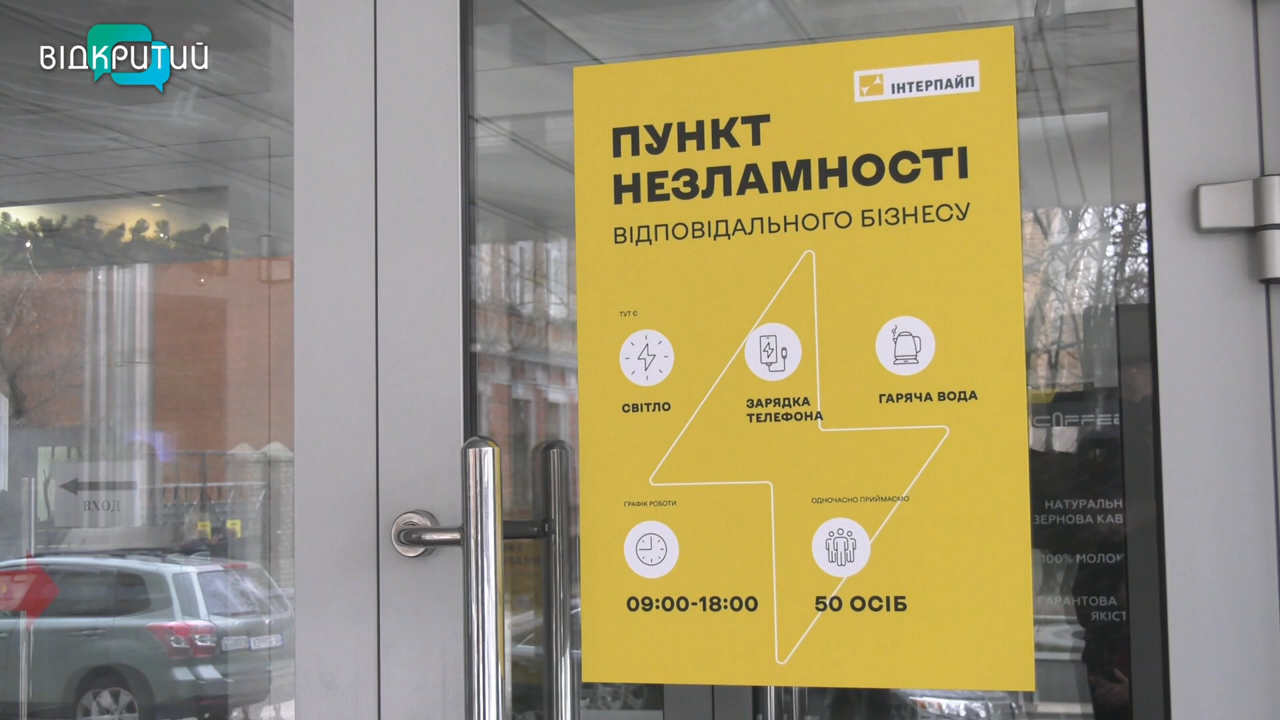 ВІДКРИТИЙ
ІНТЕРПАЙП
ПУНКТ
НЕЗЛАМНОСТІ
ВІДПОВІДАЛЬНОГО БІЗНЕСУ
ТУТ Є
СВІТЛО
ЗАРЯДКА
ТЕЛЕФОНА
ГАРЯЧА ВОДА
ГРАФІК РОБОТИ
ОДНОЧАСНО ПРИЙМАЄМО
09:00-18:00
50 ОСІБ
ВХОД
COFFEE
НАТУРАЛЬН
ЗЕРНОВА КАВ
100% МОЛОК
ГАРАНТОВА
ЯКІСТ